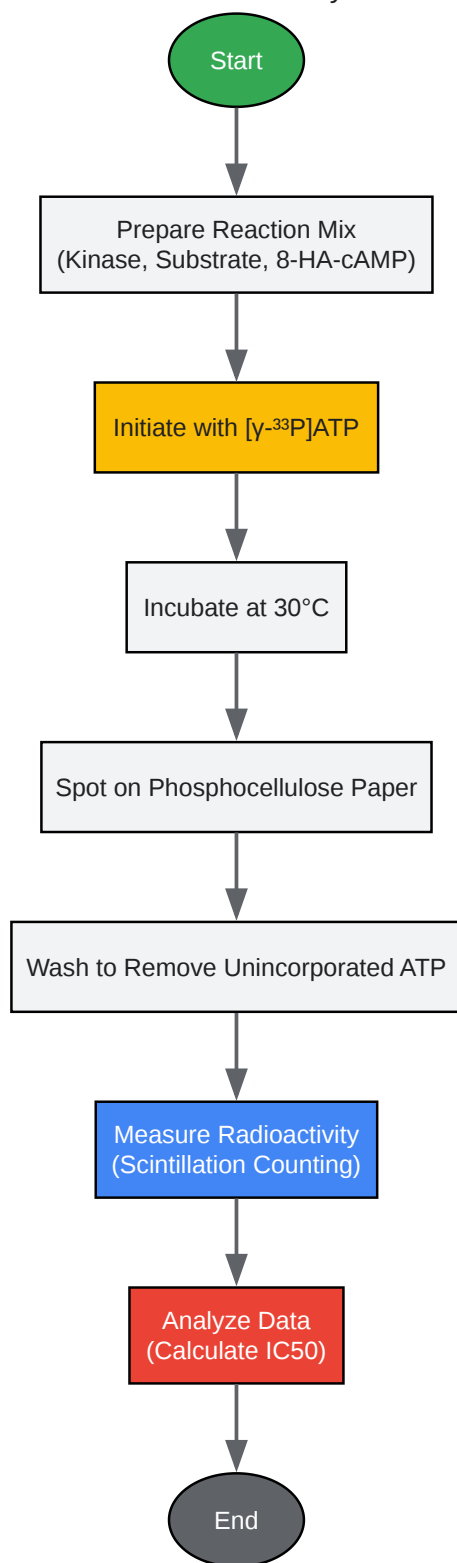 Start
Prepare Reaction Mix
(Kinase, Substrate, 8-HA-cAMP)
Initiate with [γ-³³P]ATP
Incubate at 30°C
Spot on Phosphocellulose Paper
Wash to Remove Unincorporated ATP
Measure Radioactivity
(Scintillation Counting)
Analyze Data
(Calculate IC50)
End